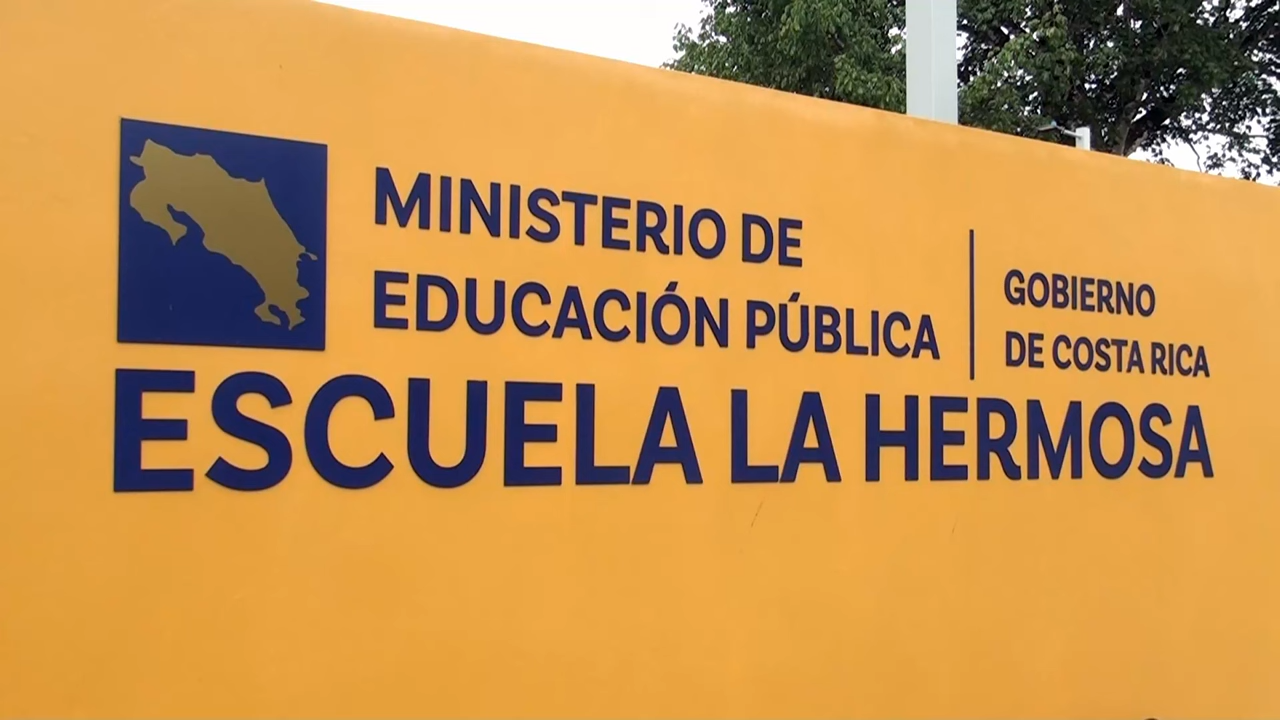 MINISTERIO DE
EDUCACIÓN PÚBLICA
GOBIERNO
DE COSTA RICA
ESCUELA LA HERMOSA